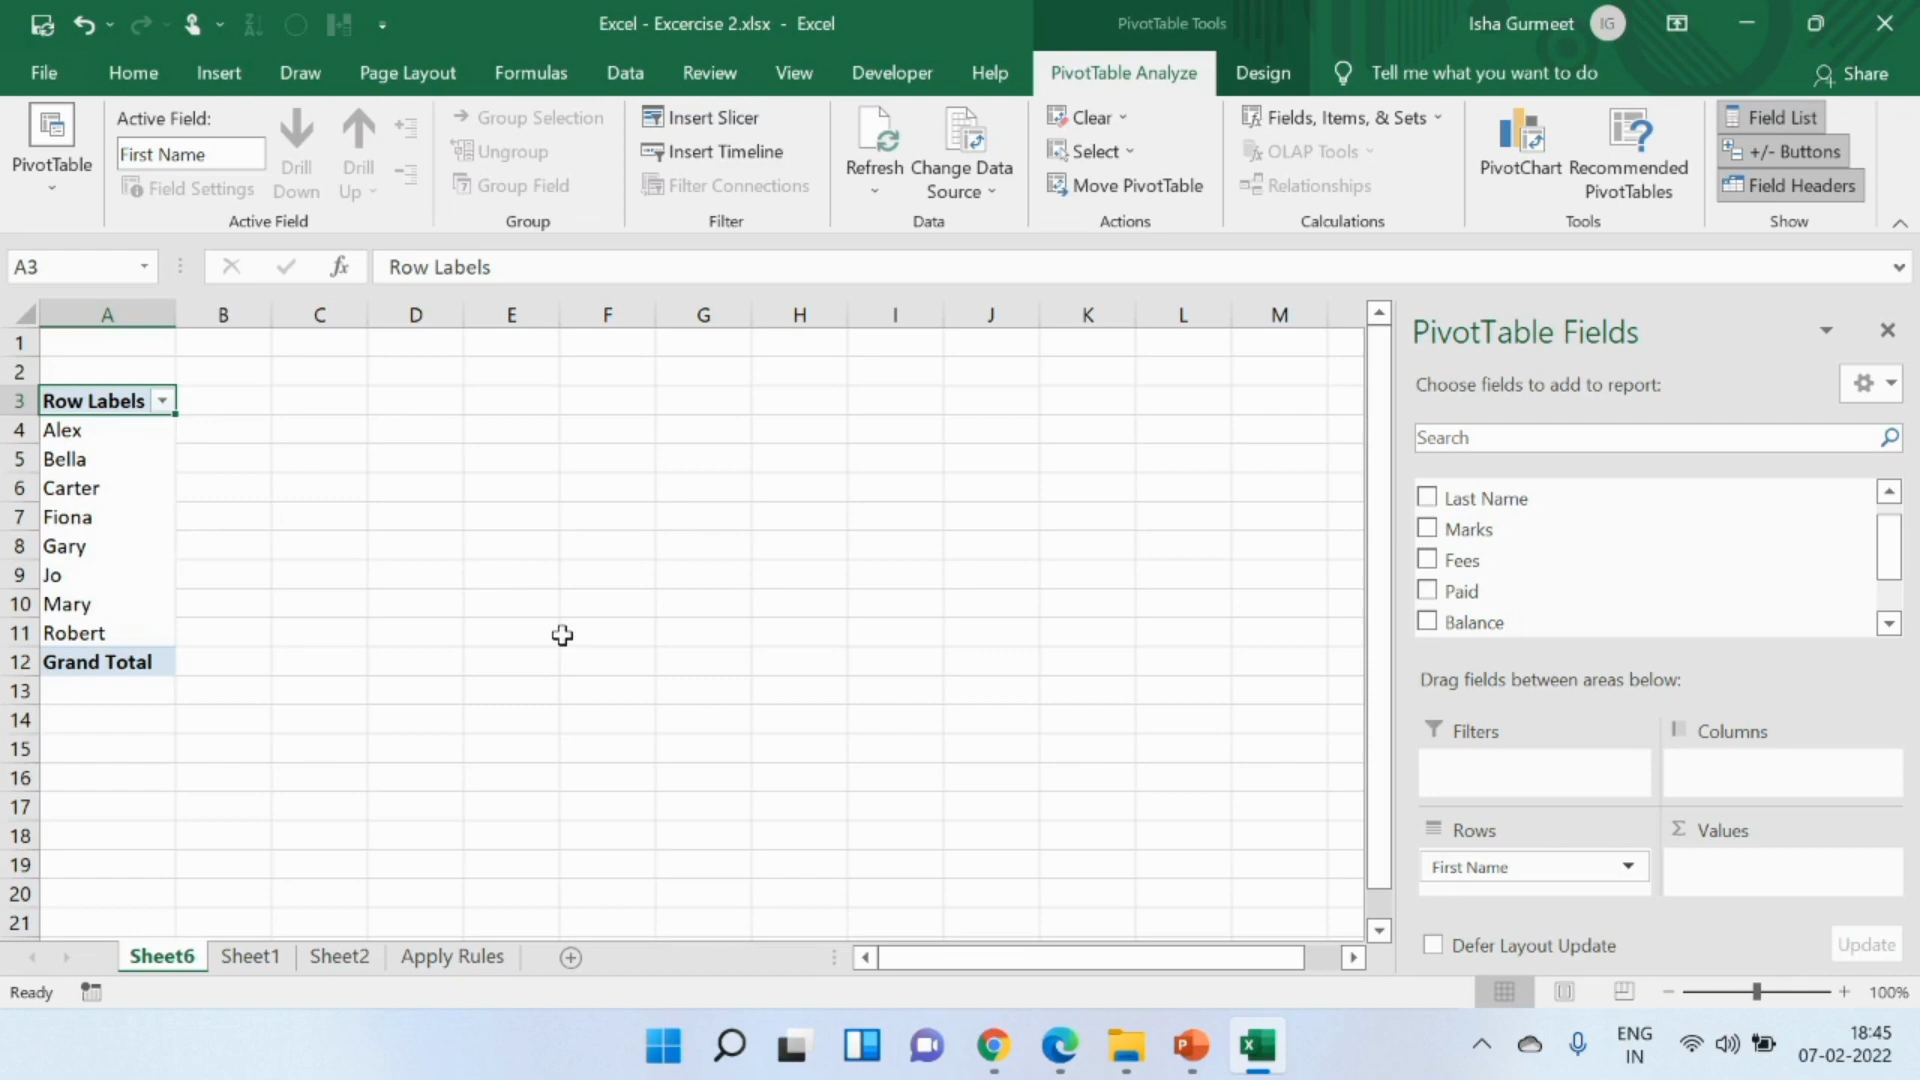 Excel - Excercise 2.xlsx - Excel
PivotTable Tools
Isha Gurmeet
IG
File
Home
Insert
Draw
Page Layout
Formulas
Data
Review
View
Developer
Help
PivotTable Analyze
Design
Tell me what you want to do
Share
PivotTable
Active Field:
First Name
Field Settings
Drill Down
Drill Up
Active Field
Group Selection
Ungroup
Group Field
Group
Insert Slicer
Insert Timeline
Filter Connections
Filter
Refresh
Change Data Source
Data
Clear
Select
Move PivotTable
Actions
Fields, Items, & Sets
OLAP Tools
Relationships
Calculations
PivotChart
Recommended PivotTables
Tools
Field List
+/- Buttons
Field Headers
Show
A3
fx
Row Labels
A B C D E F G H I J K L M
1
2
3 Row Labels
4 Alex
5 Bella
6 Carter
7 Fiona
8 Gary
9 Jo
10 Mary
11 Robert
12 Grand Total
13
14
15
16
17
18
19
20
21
PivotTable Fields
Choose fields to add to report:
Search
Last Name
Marks
Fees
Paid
Balance
Drag fields between areas below:
Filters
Columns
Rows
Σ Values
First Name
Defer Layout Update
Update
Sheet6
Sheet1
Sheet2
Apply Rules
Ready
100%
ENG
IN
18:45
07-02-2022